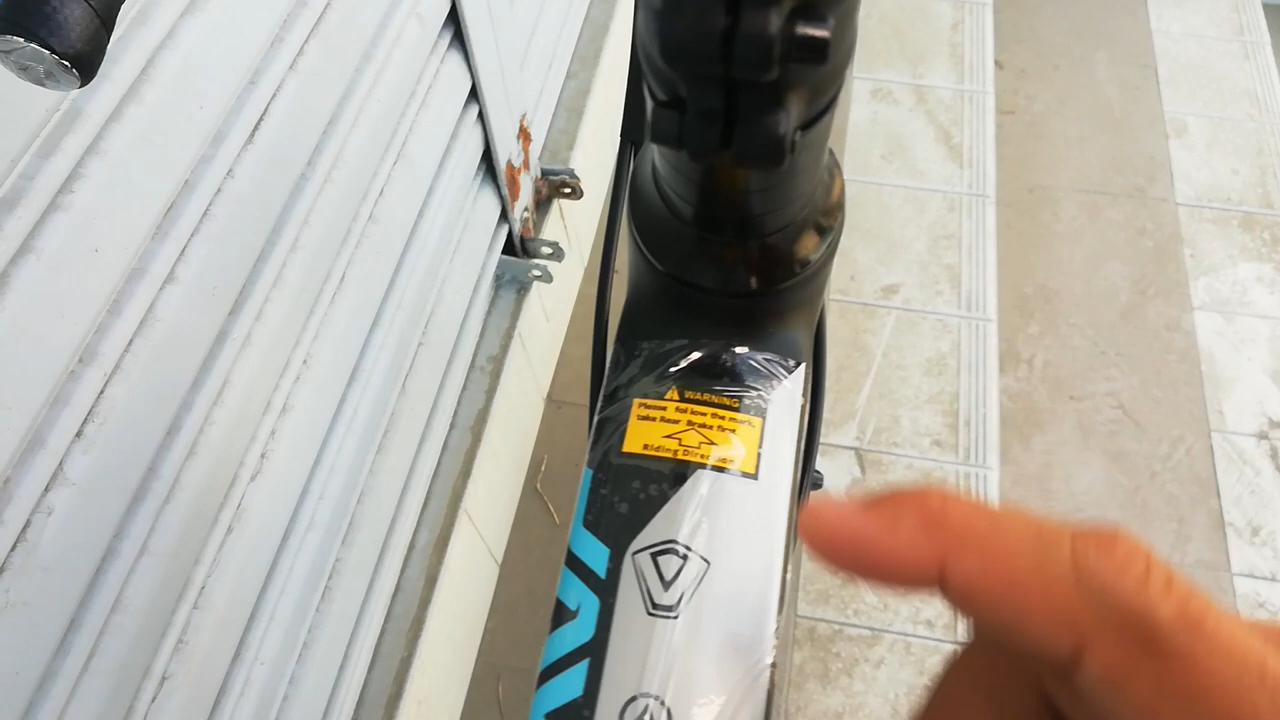 WARNING
Please follow the mark,
take Rear Brake first
Riding Direction